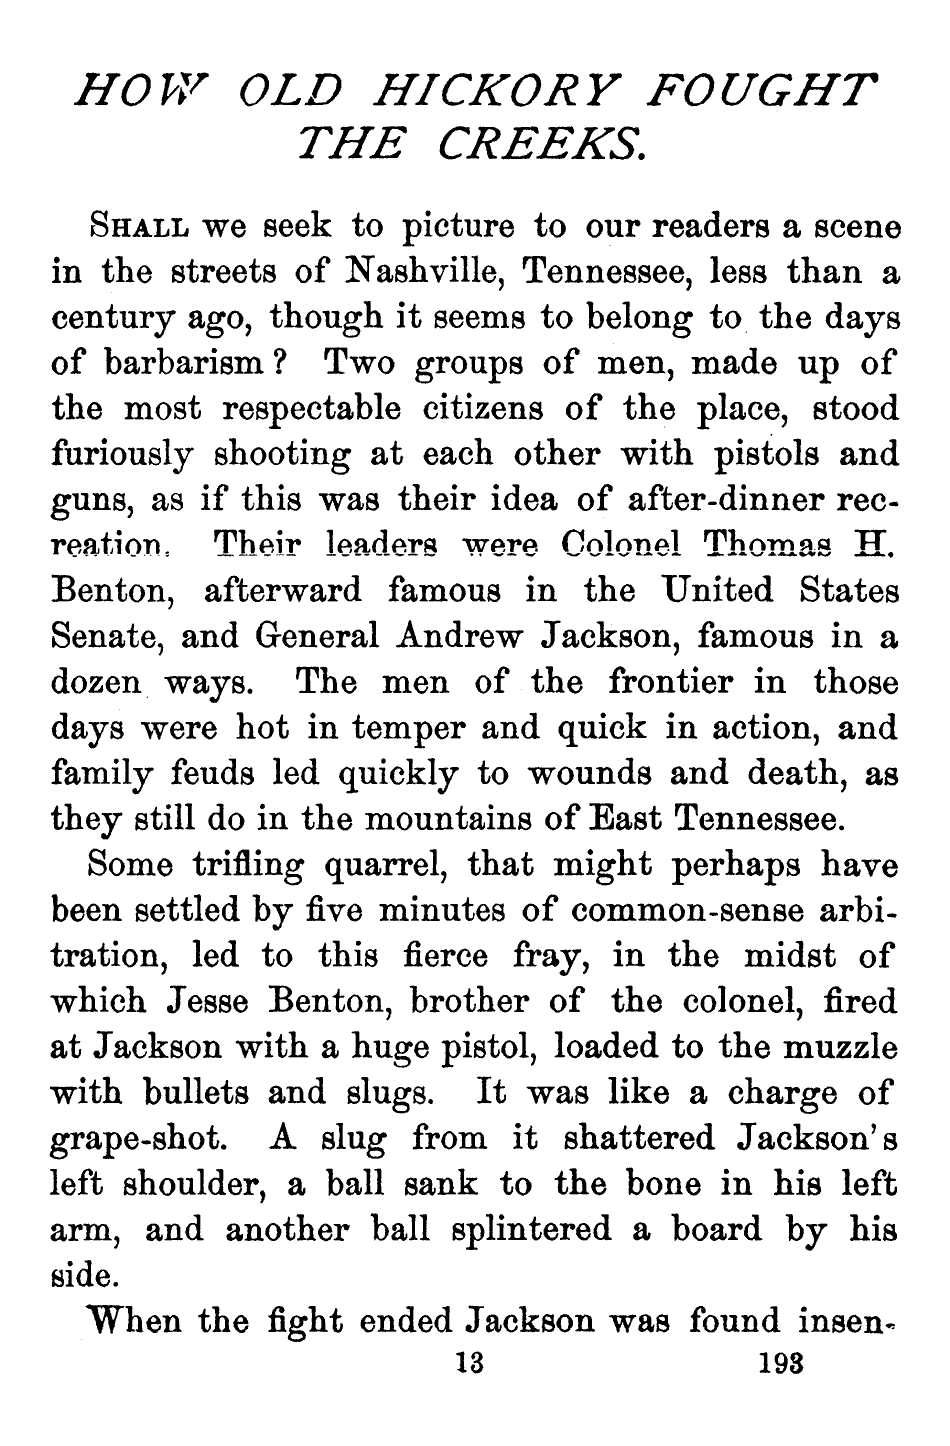 HOW OLD HICKORY FOUGHT
THE CREEKS.
SHALL we seek to picture to our readers a scene
in the streets of Nashville, Tennessee, less than a
century ago, though it seems to belong to the days
of barbarism? Two groups of men, made up of
the most respectable citizens of the place, stood
furiously shooting at each other with pistols and
guns, as if this was their idea of after-dinner rec-
reation. Their leaders were Colonel Thomas H.
Benton, afterward famous in the United States
Senate, and General Andrew Jackson, famous in a
dozen ways. The men of the frontier in those
days were hot in temper and quick in action, and
family feuds led quickly to wounds and death, as
they still do in the mountains of East Tennessee.
Some trifling quarrel, that might perhaps have
been settled by five minutes of common-sense arbi-
tration, led to this fierce fray, in the midst of
which Jesse Benton, brother of the colonel, fired
at Jackson with a huge pistol, loaded to the muzzle
with bullets and slugs. It was like a charge of
grape-shot. A slug from it shattered Jackson's
left shoulder, a ball sank to the bone in his left
arm, and another ball splintered a board by his
side.
When the fight ended Jackson was found insen-
13 193